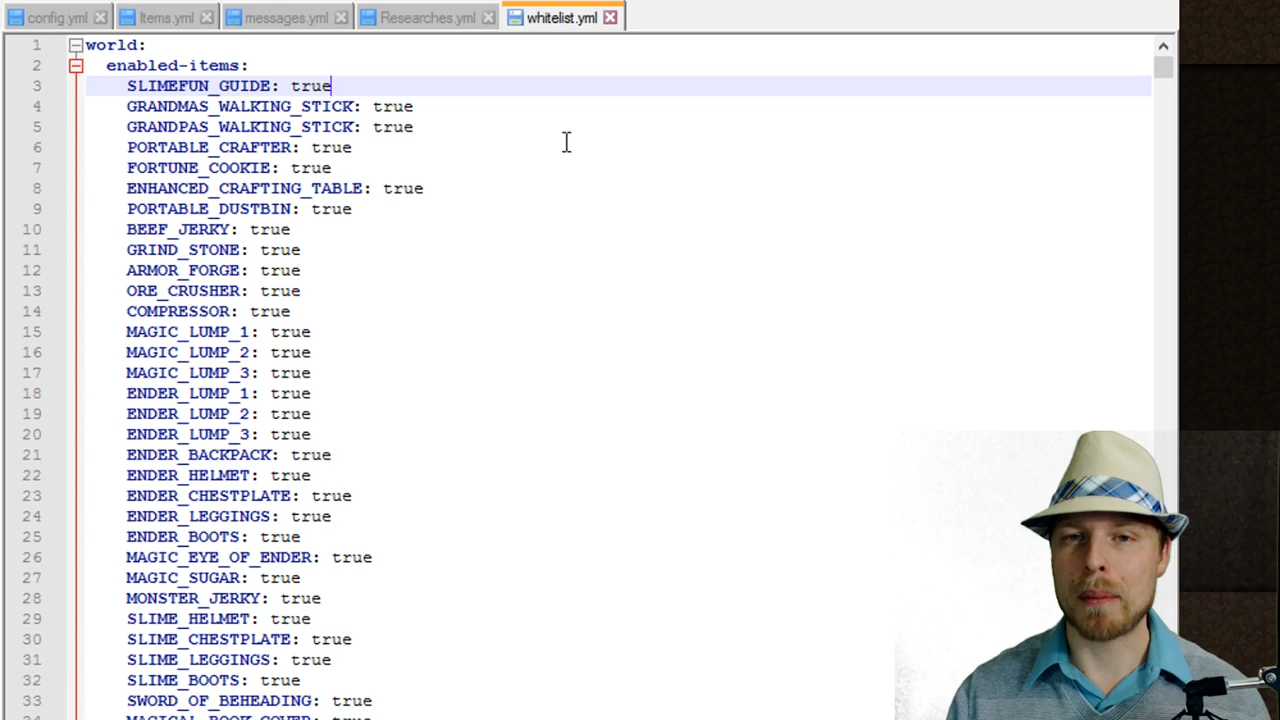 config.yml Items.yml messages.yml Researches.yml whitelist.yml
1 world:
2 enabled-items:
3 SLIMEFUN_GUIDE: true
4 GRANDMAS_WALKING_STICK: true
5 GRANDPAS_WALKING_STICK: true
6 PORTABLE_CRAFTER: true
7 FORTUNE_COOKIE: true
8 ENHANCED_CRAFTING_TABLE: true
9 PORTABLE_DUSTBIN: true
10 BEEF_JERKY: true
11 GRIND_STONE: true
12 ARMOR_FORGE: true
13 ORE_CRUSHER: true
14 COMPRESSOR: true
15 MAGIC_LUMP_1: true
16 MAGIC_LUMP_2: true
17 MAGIC_LUMP_3: true
18 ENDER_LUMP_1: true
19 ENDER_LUMP_2: true
20 ENDER_LUMP_3: true
21 ENDER_BACKPACK: true
22 ENDER_HELMET: true
23 ENDER_CHESTPLATE: true
24 ENDER_LEGGINGS: true
25 ENDER_BOOTS: true
26 MAGIC_EYE_OF_ENDER: true
27 MAGIC_SUGAR: true
28 MONSTER_JERKY: true
29 SLIME_HELMET: true
30 SLIME_CHESTPLATE: true
31 SLIME_LEGGINGS: true
32 SLIME_BOOTS: true
33 SWORD_OF_BEHEADING: true
34 MAGICAL_BOOK_COVER: true